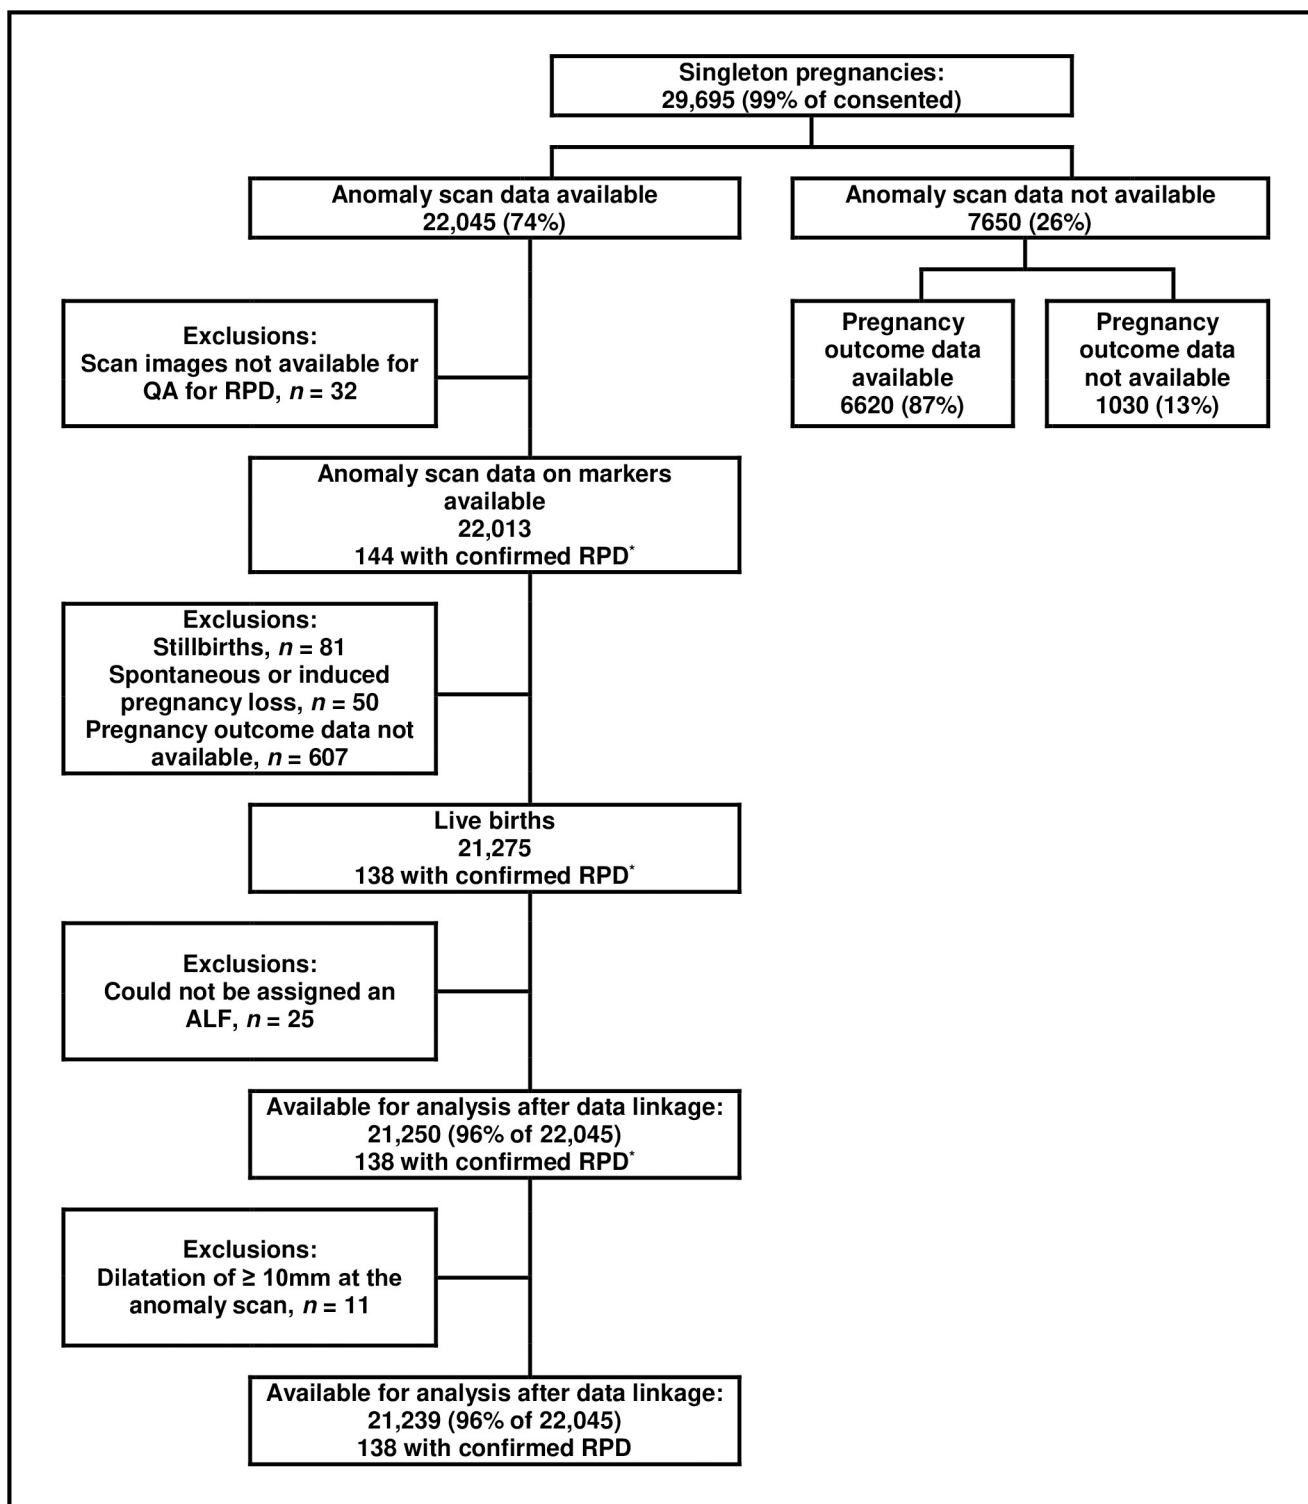 Singleton pregnancies:
29,695 (99% of consented)
Anomaly scan data available
22,045 (74%)
Anomaly scan data not available
7650 (26%)
Exclusions:
Scan images not available for
QA for RPD, n = 32
Pregnancy
outcome data
available
6620 (87%)
Pregnancy
outcome data
not available
1030 (13%)
Anomaly scan data on markers
available
22,013
144 with confirmed RPD*
Exclusions:
Stillbirths, n = 81
Spontaneous or induced
pregnancy loss, n = 50
Pregnancy outcome data not
available, n = 607
Live births
21,275
138 with confirmed RPD*
Exclusions:
Could not be assigned an
ALF, n = 25
Available for analysis after data linkage:
21,250 (96% of 22,045)
138 with confirmed RPD*
Exclusions:
Dilatation of ≥ 10mm at the
anomaly scan, n = 11
Available for analysis after data linkage:
21,239 (96% of 22,045)
138 with confirmed RPD